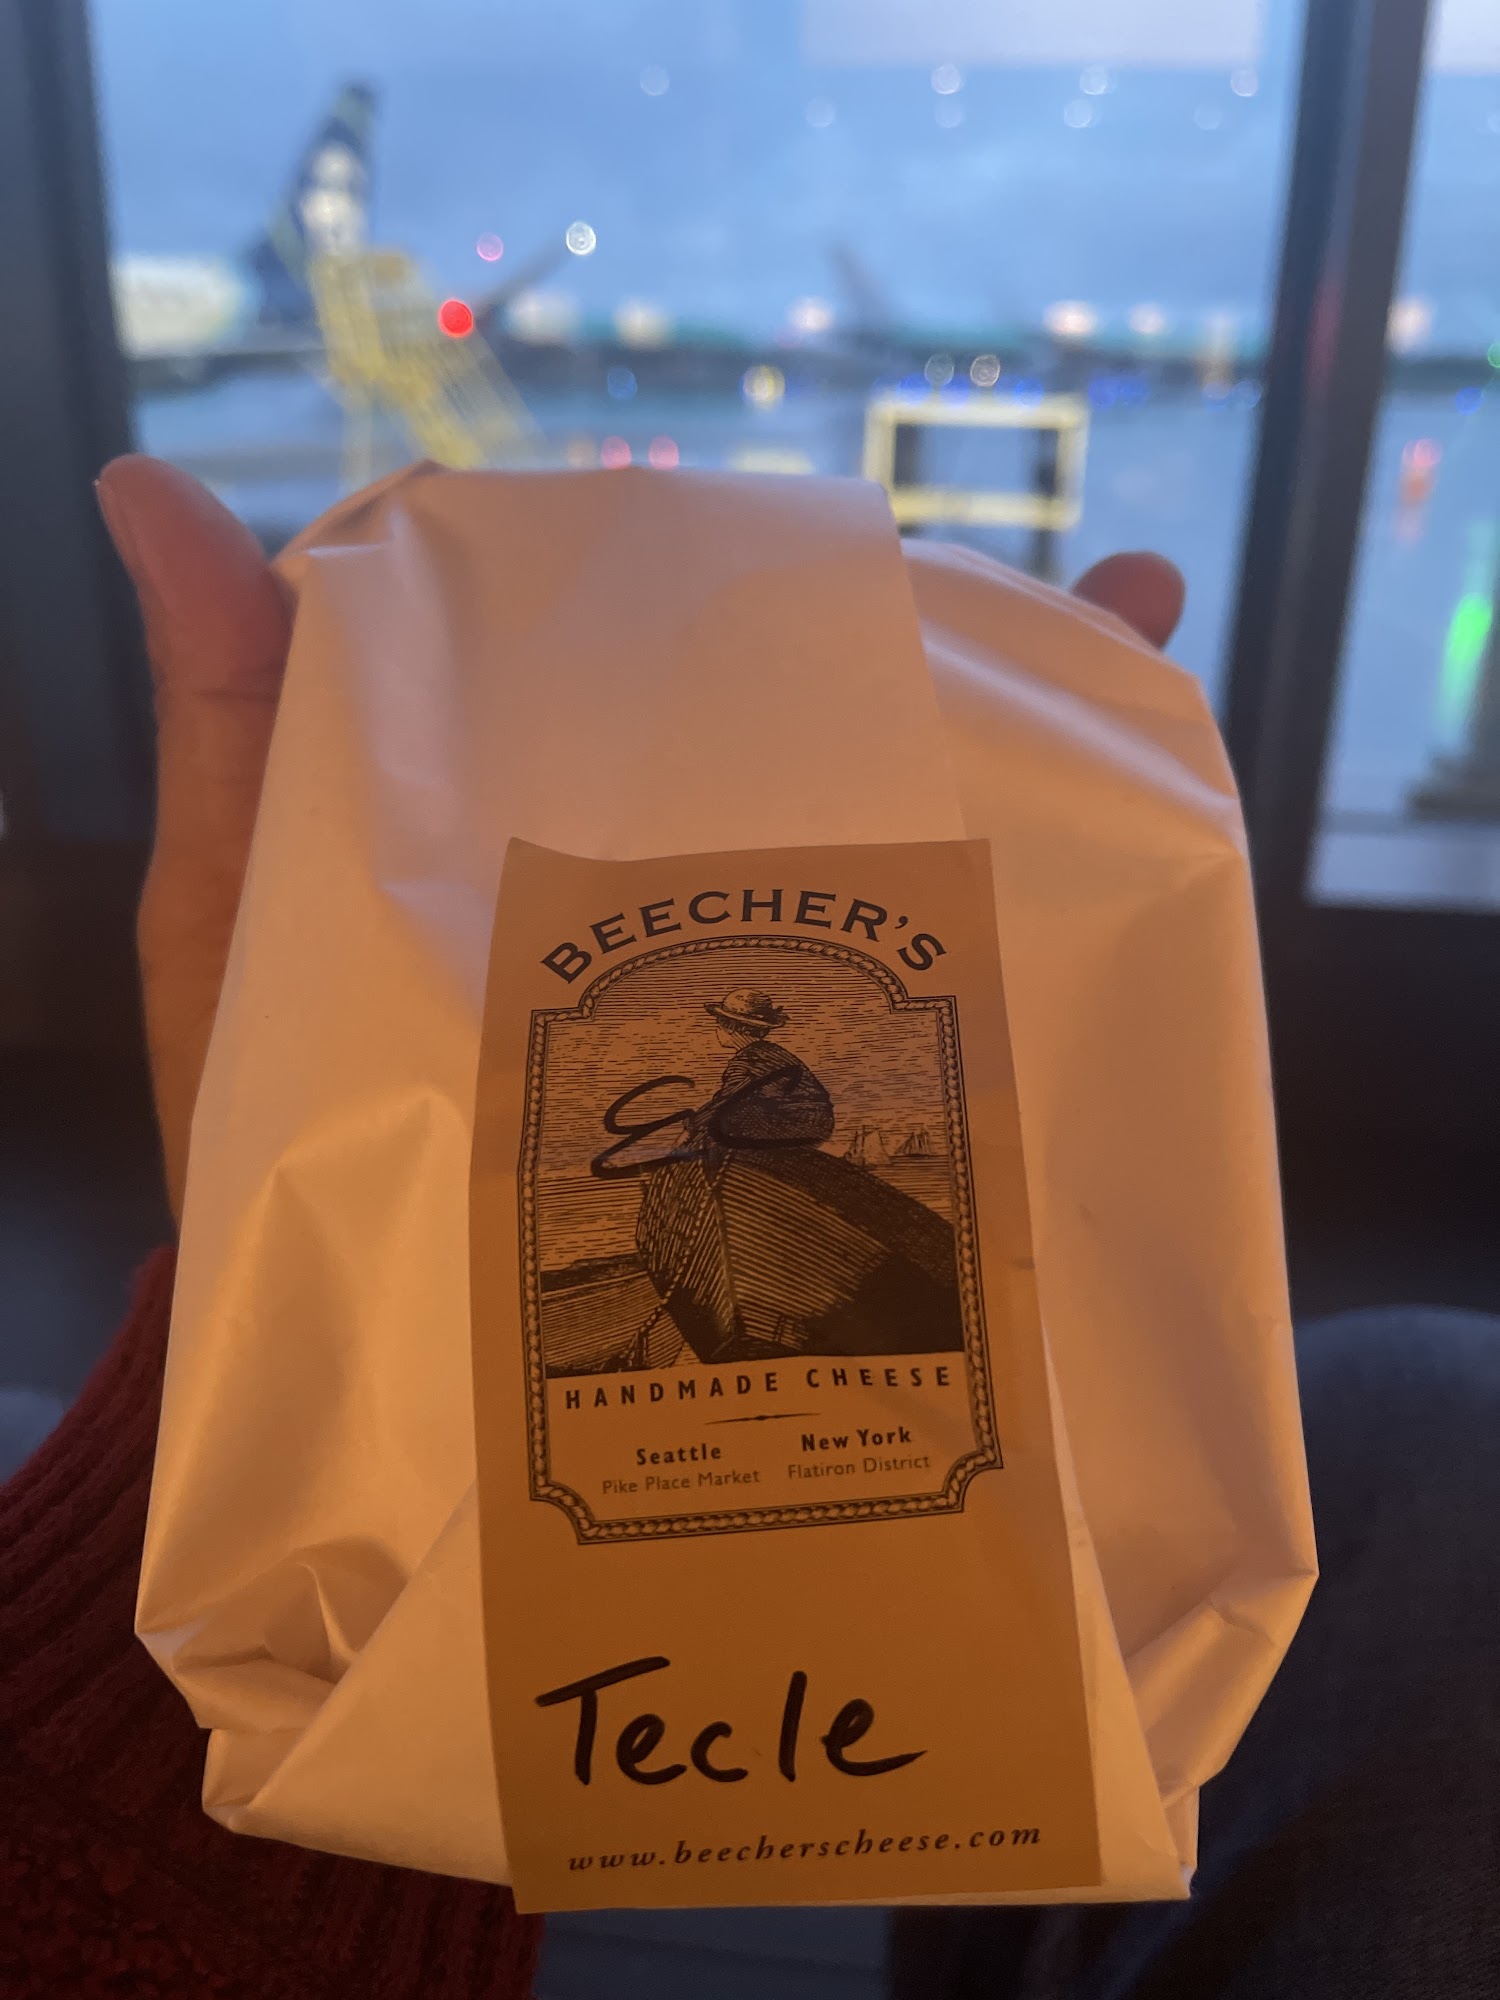 BEECHER'S
EC
HANDMADE CHEESE
Seattle
Pike Place Market
New York
Flatiron District
Tecle
www.beecherscheese.com